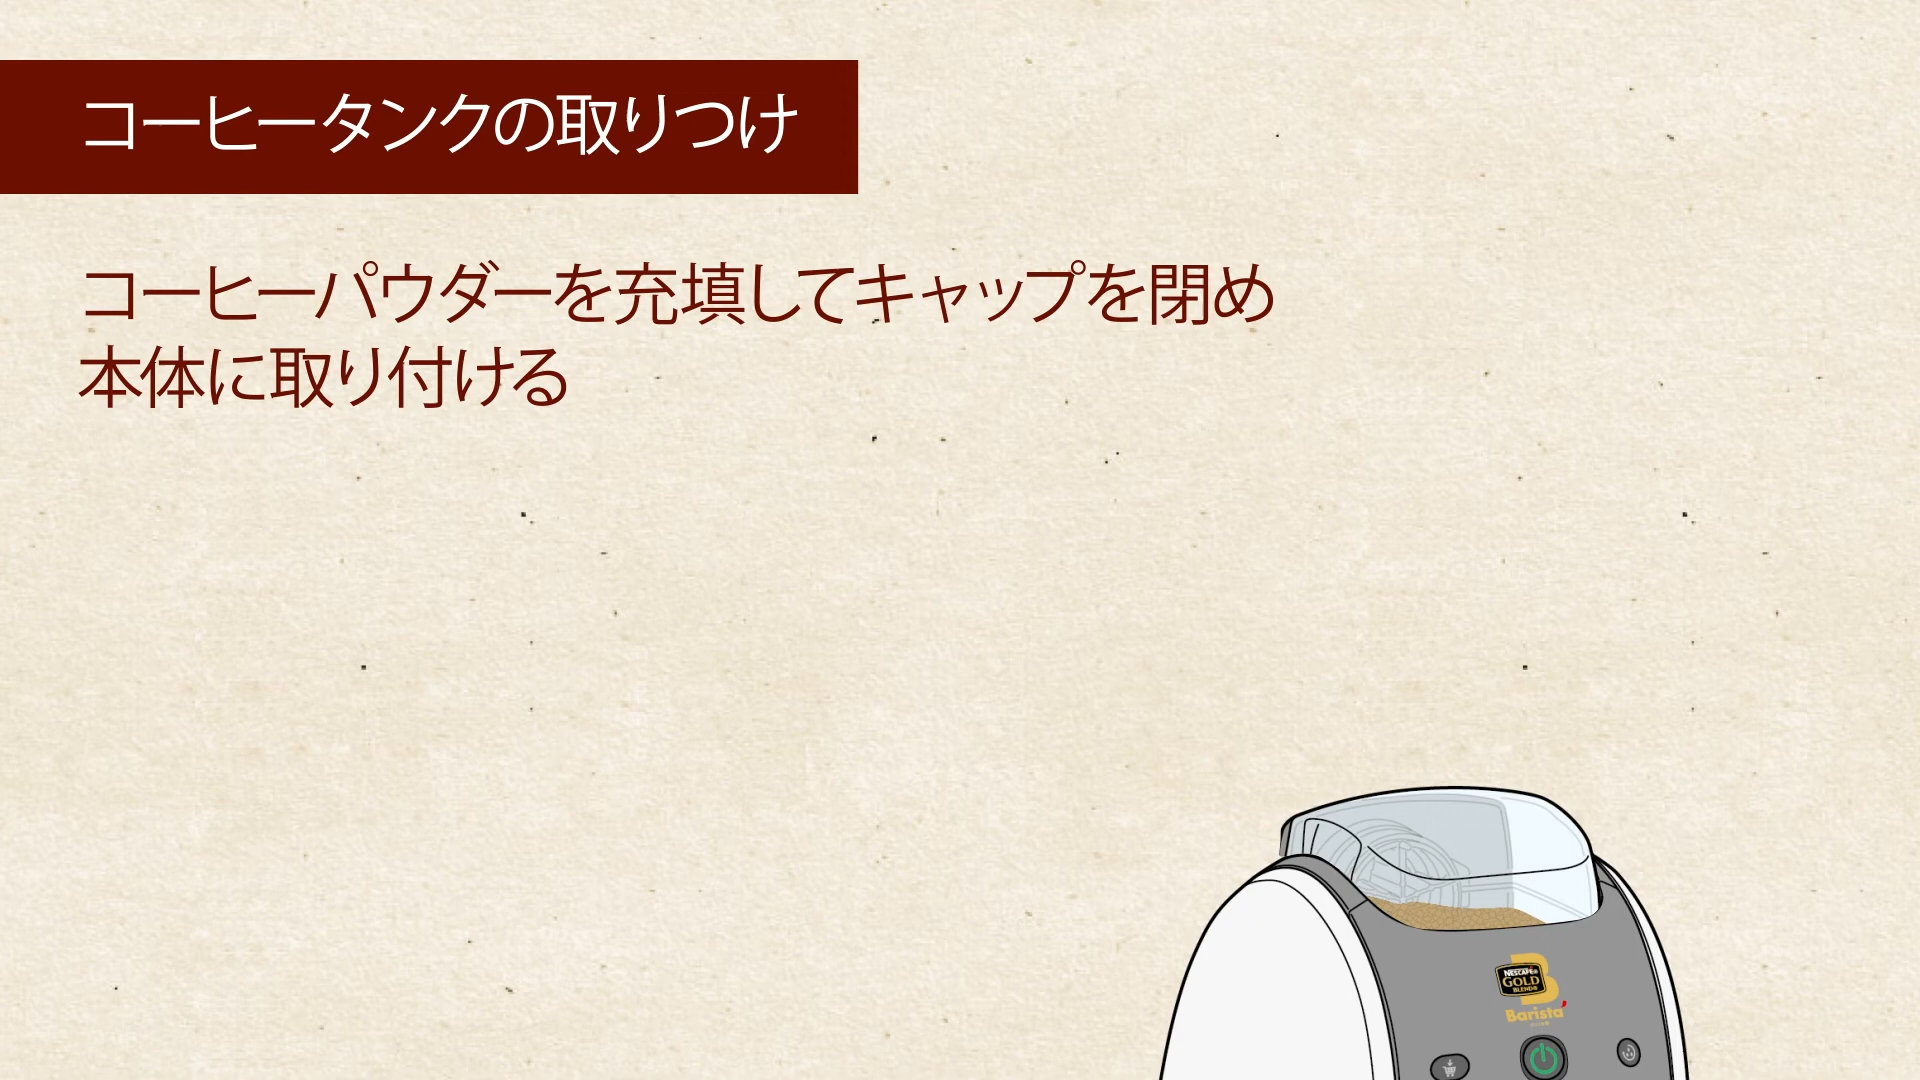 コーヒータンクの取りつけ
コーヒーパウダーを充填してキャップを閉め
本体に取り付ける
NESCAFÉ
GOLD
BLEND
B
Barista